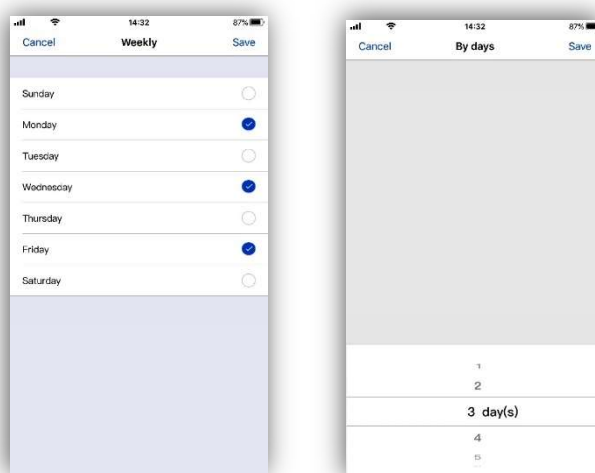 14:32 87%
Cancel Weekly Save
Sunday
Monday
Tuesday
Wednesday
Thursday
Friday
Saturday
14:32 87%
Cancel By days Save
1
2
3 day(s)
4
5